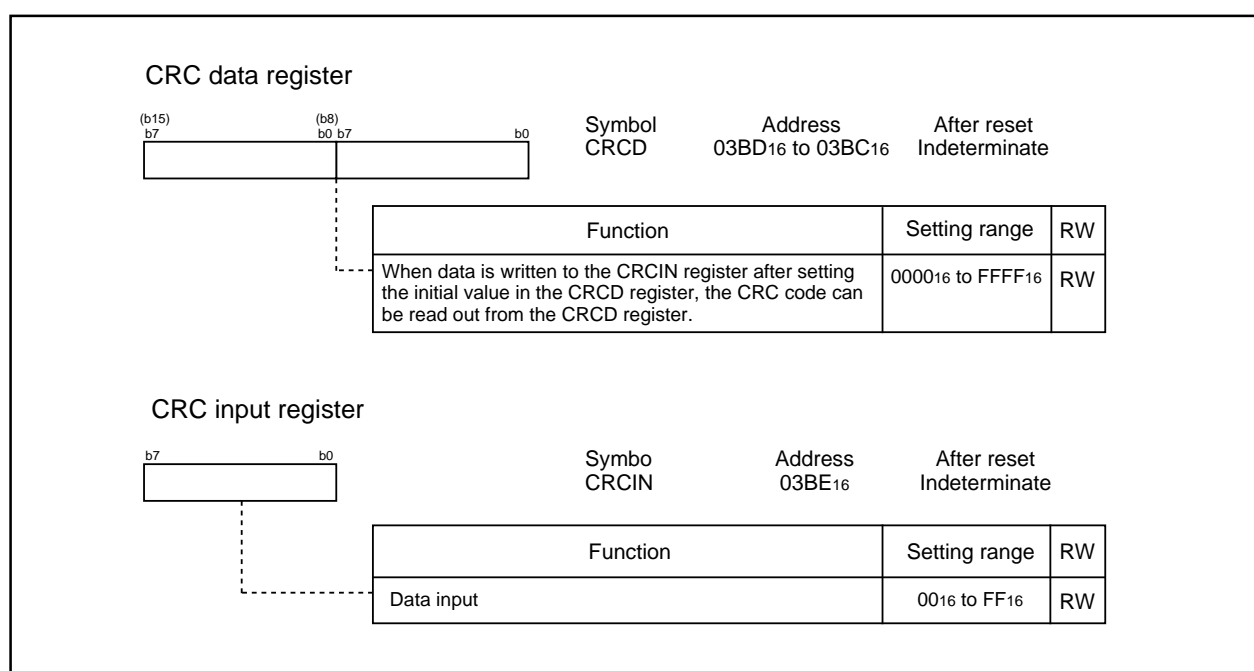 CRC data register
(b15) (b8)
b7 b0 b7 b0
Symbol Address After reset
CRCD 03BD16 to 03BC16 Indeterminate
Function Setting range RW
When data is written to the CRCIN register after setting
the initial value in the CRCD register, the CRC code can
be read out from the CRCD register.
000016 to FFFF16 RW
CRC input register
b7 b0
Symbo Address After reset
CRCIN 03BE16 Indeterminate
Function Setting range RW
Data input 0016 to FF16 RW